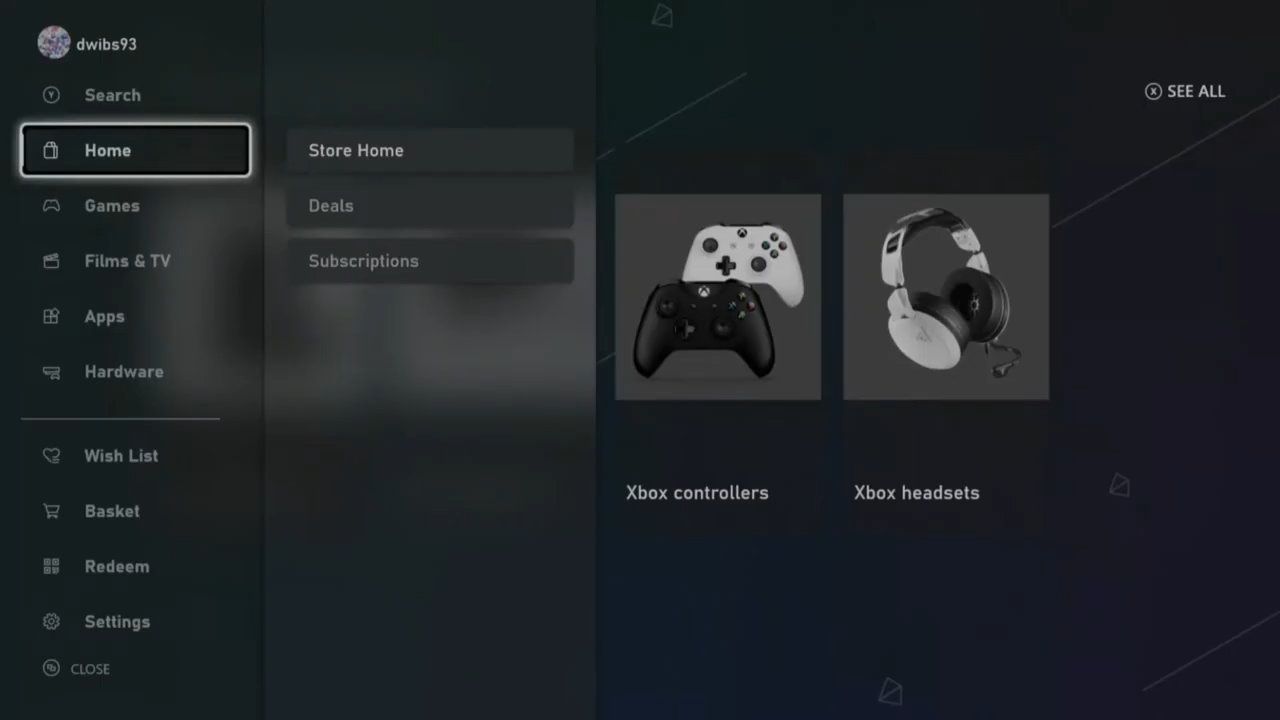 dwibs93
Search
Home
Games
Films & TV
Apps
Hardware
Wish List
Basket
Redeem
Settings
CLOSE
Store Home
Deals
Subscriptions
SEE ALL
Xbox controllers
Xbox headsets